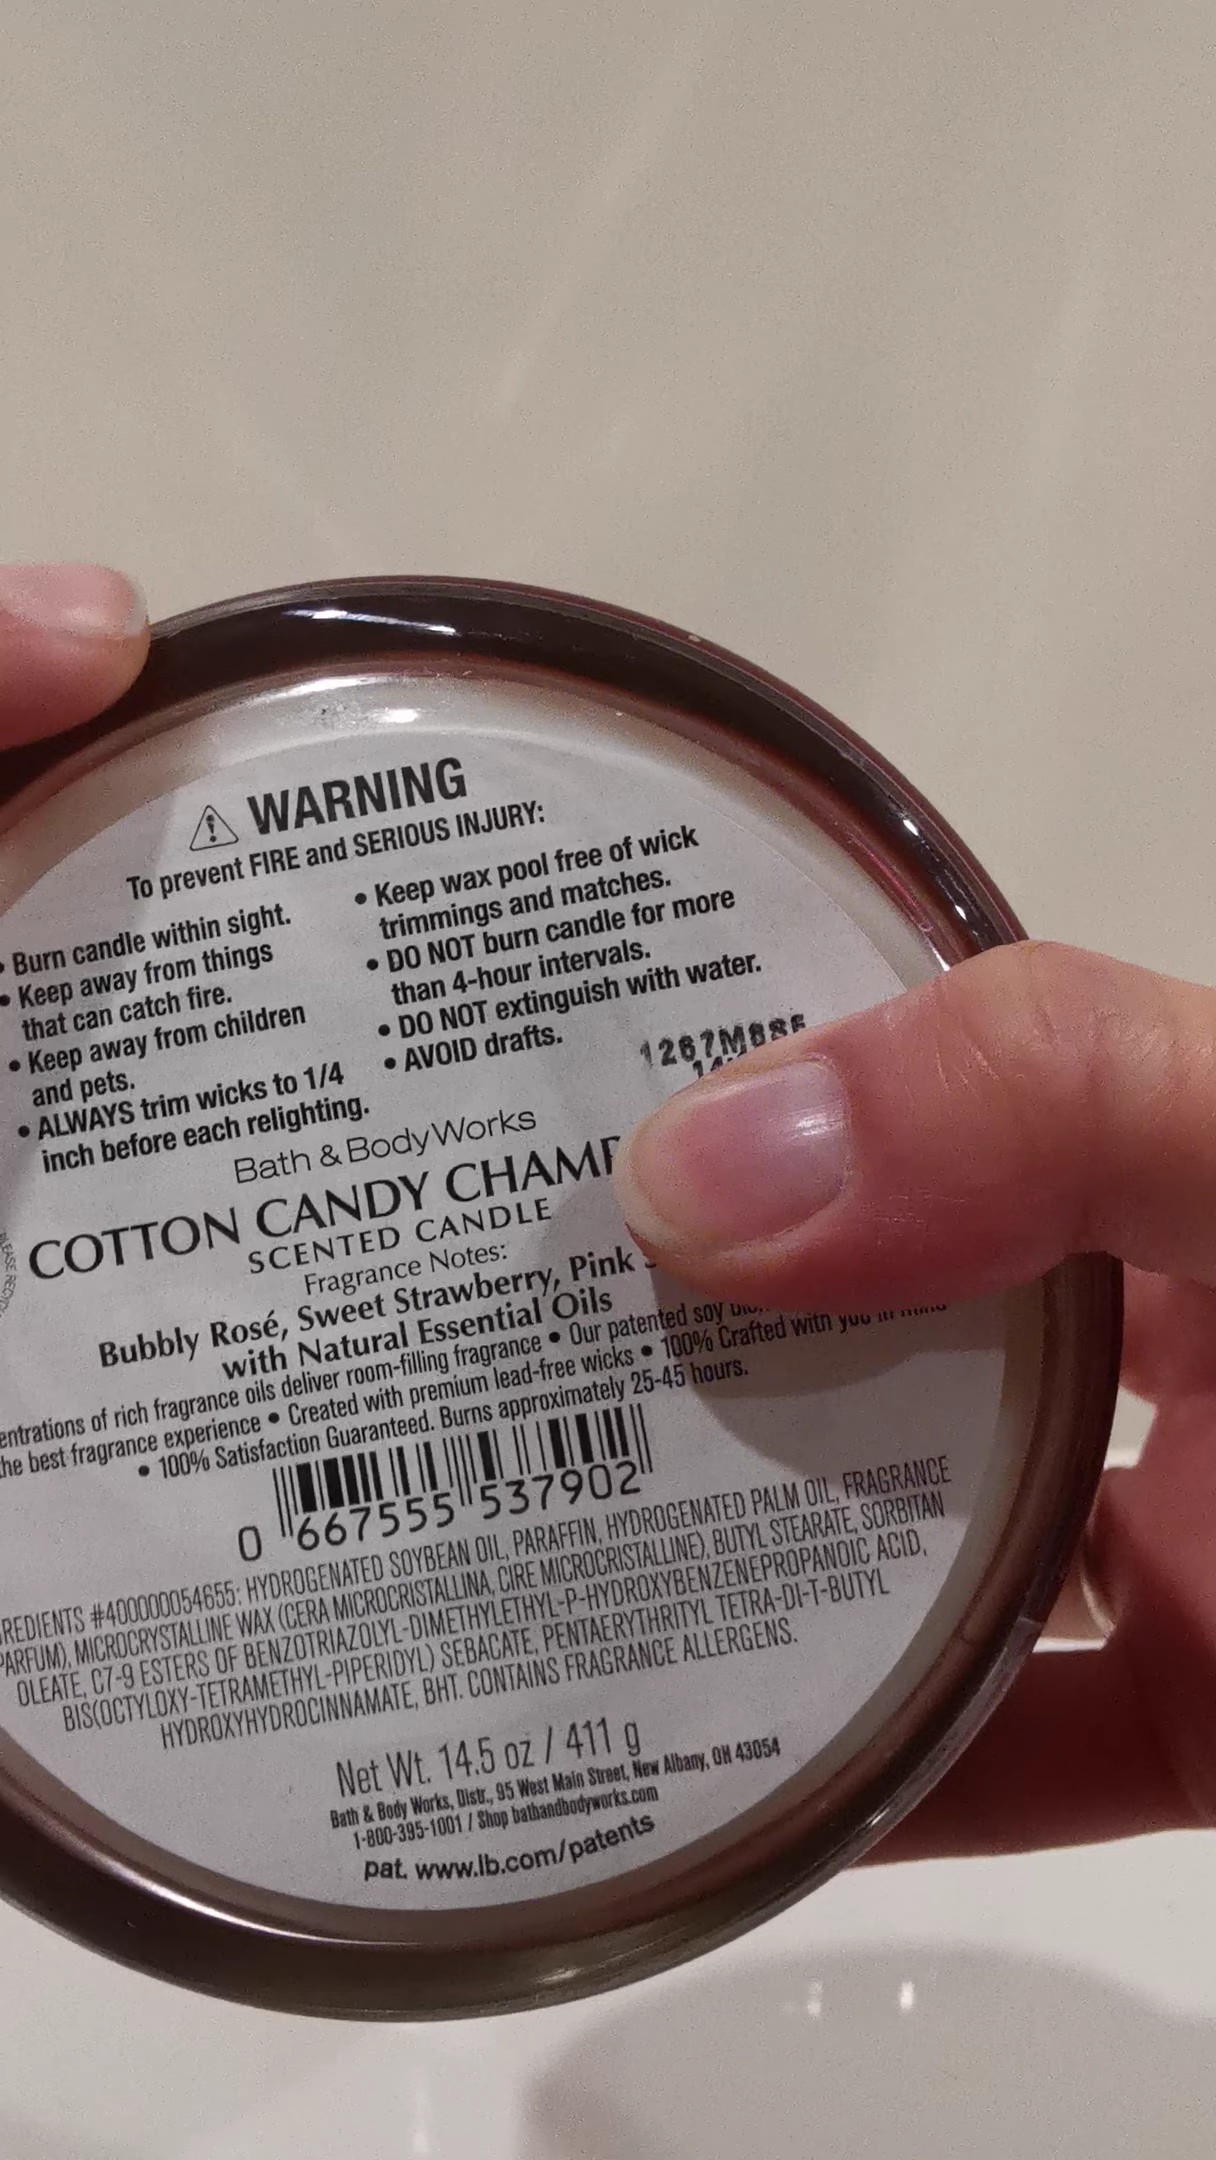 WARNING
To prevent FIRE and SERIOUS INJURY:
• Burn candle within sight.
• Keep away from things
that can catch fire.
• Keep away from children
and pets.
• ALWAYS trim wicks to 1/4
inch before each relighting.
• Keep wax pool free of wick
trimmings and matches.
• DO NOT burn candle for more
than 4-hour intervals.
• DO NOT extinguish with water.
• AVOID drafts.
Bath & Body Works
COTTON CANDY CHAMP
SCENTED CANDLE
Fragrance Notes:
Bubbly Rosé, Sweet Strawberry, Pink
with Natural Essential Oils
entrations of rich fragrance oils deliver room-filling fragrance • Our patented soy
he best fragrance experience • Created with premium lead-free wicks • 100% Crafted with you in mind
• 100% Satisfaction Guaranteed. Burns approximately 25-45 hours.
0 667555 537902
REDIENTS #400000054655: HYDROGENATED SOYBEAN OIL, PARAFFIN, HYDROGENATED PALM OIL, FRAGRANCE
PARFUM), MICROCRYSTALLINE WAX (CERA MICROCRISTALLINA, CIRE MICROCRISTALLINE), BUTYL STEARATE, SORBITAN
OLEATE, C7-9 ESTERS OF BENZOTRIAZOLYL-DIMETHYLETHYL-P-HYDROXYBENZENEPROPANOIC ACID,
BIS(OCTYLOXY-TETRAMETHYL-PIPERIDYL) SEBACATE, PENTAERYTHRITYL TETRA-DI-T-BUTYL
HYDROXYHYDROCINNAMATE, BHT. CONTAINS FRAGRANCE ALLERGENS.
Net Wt. 14.5 oz / 411 g
Bath & Body Works, Distr., 95 West Main Street, New Albany, OH 43054
1-800-395-1001 / Shop bathandbodyworks.com
pat. www.lb.com/patents